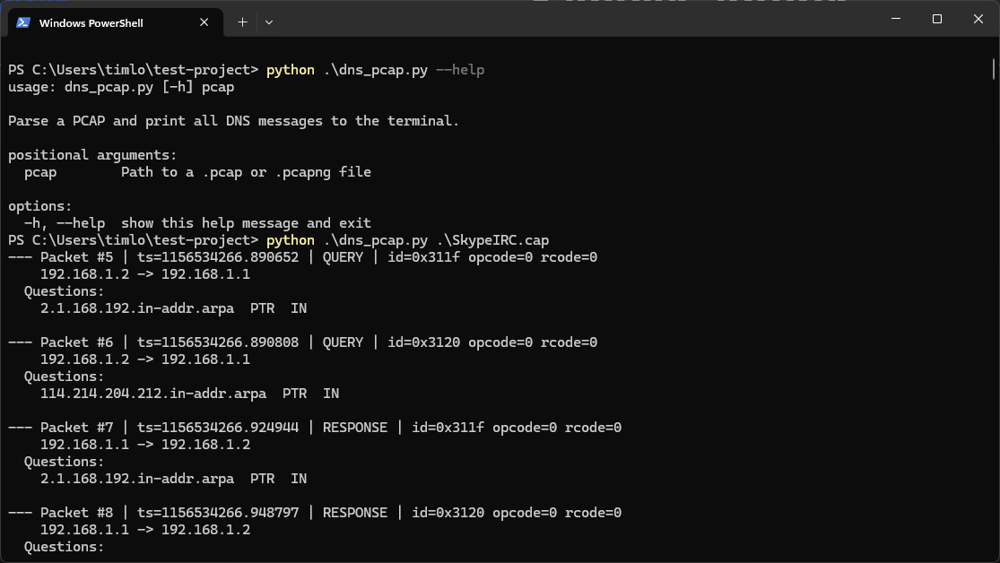 Windows PowerShell
PS C:\Users\timlo\test-project> python .\dns_pcap.py --help
usage: dns_pcap.py [-h] pcap
Parse a PCAP and print all DNS messages to the terminal.
positional arguments:
  pcap        Path to a .pcap or .pcapng file
options:
  -h, --help  show this help message and exit
PS C:\Users\timlo\test-project> python .\dns_pcap.py .\SkypeIRC.cap
--- Packet #5 | ts=1156534266.890652 | QUERY | id=0x311f opcode=0 rcode=0
    192.168.1.2 -> 192.168.1.1
  Questions:
    2.1.168.192.in-addr.arpa  PTR  IN
--- Packet #6 | ts=1156534266.890808 | QUERY | id=0x3120 opcode=0 rcode=0
    192.168.1.2 -> 192.168.1.1
  Questions:
    114.214.204.212.in-addr.arpa  PTR  IN
--- Packet #7 | ts=1156534266.924944 | RESPONSE | id=0x311f opcode=0 rcode=0
    192.168.1.1 -> 192.168.1.2
  Questions:
    2.1.168.192.in-addr.arpa  PTR  IN
--- Packet #8 | ts=1156534266.948797 | RESPONSE | id=0x3120 opcode=0 rcode=0
    192.168.1.1 -> 192.168.1.2
  Questions: